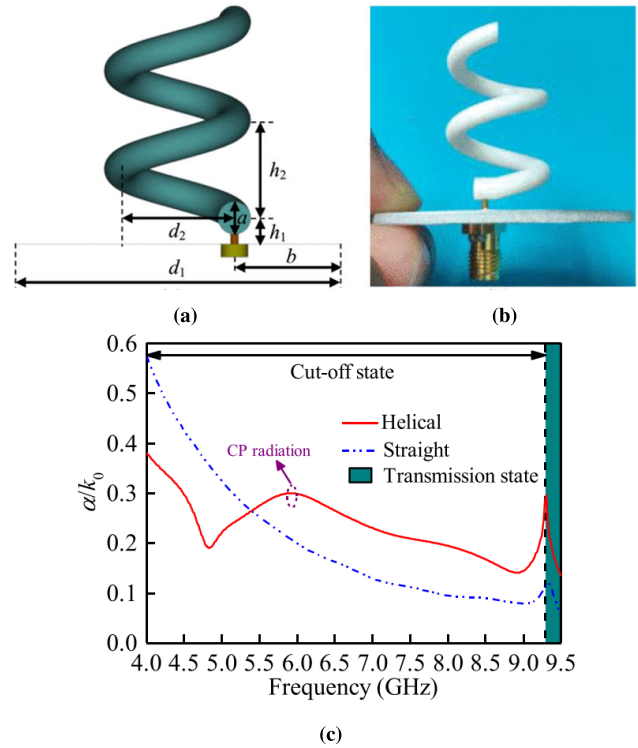 a
h2
d2
h1
d1
b
(a)
(b)
0.6
0.5
0.4
0.3
0.2
0.1
0.0
α/k0
Cut-off state
Helical
Straight
Transmission state
CP radiation
4.0 4.5 5.0 5.5 6.0 6.5 7.0 7.5 8.0 8.5 9.0 9.5
Frequency (GHz)
(c)